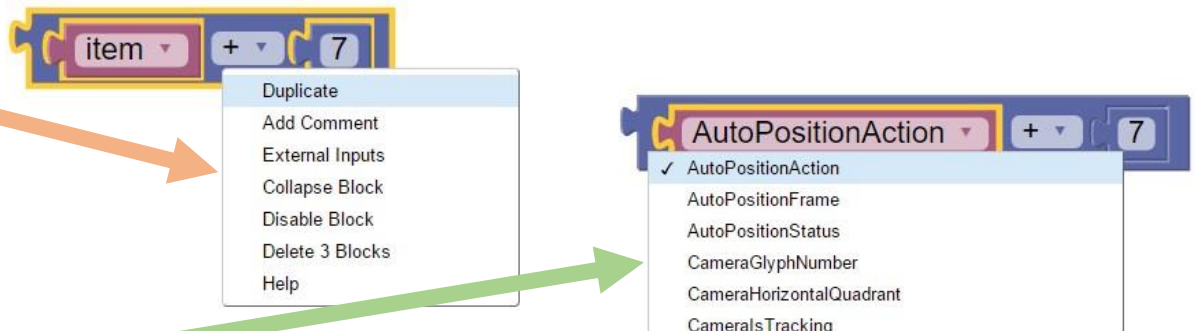 item + 7
Duplicate
Add Comment
External Inputs
Collapse Block
Disable Block
Delete 3 Blocks
Help
AutoPositionAction + 7
✓ AutoPositionAction
AutoPositionFrame
AutoPositionStatus
CameraGlyphNumber
CameraHorizontalQuadrant
CameraIsTracking